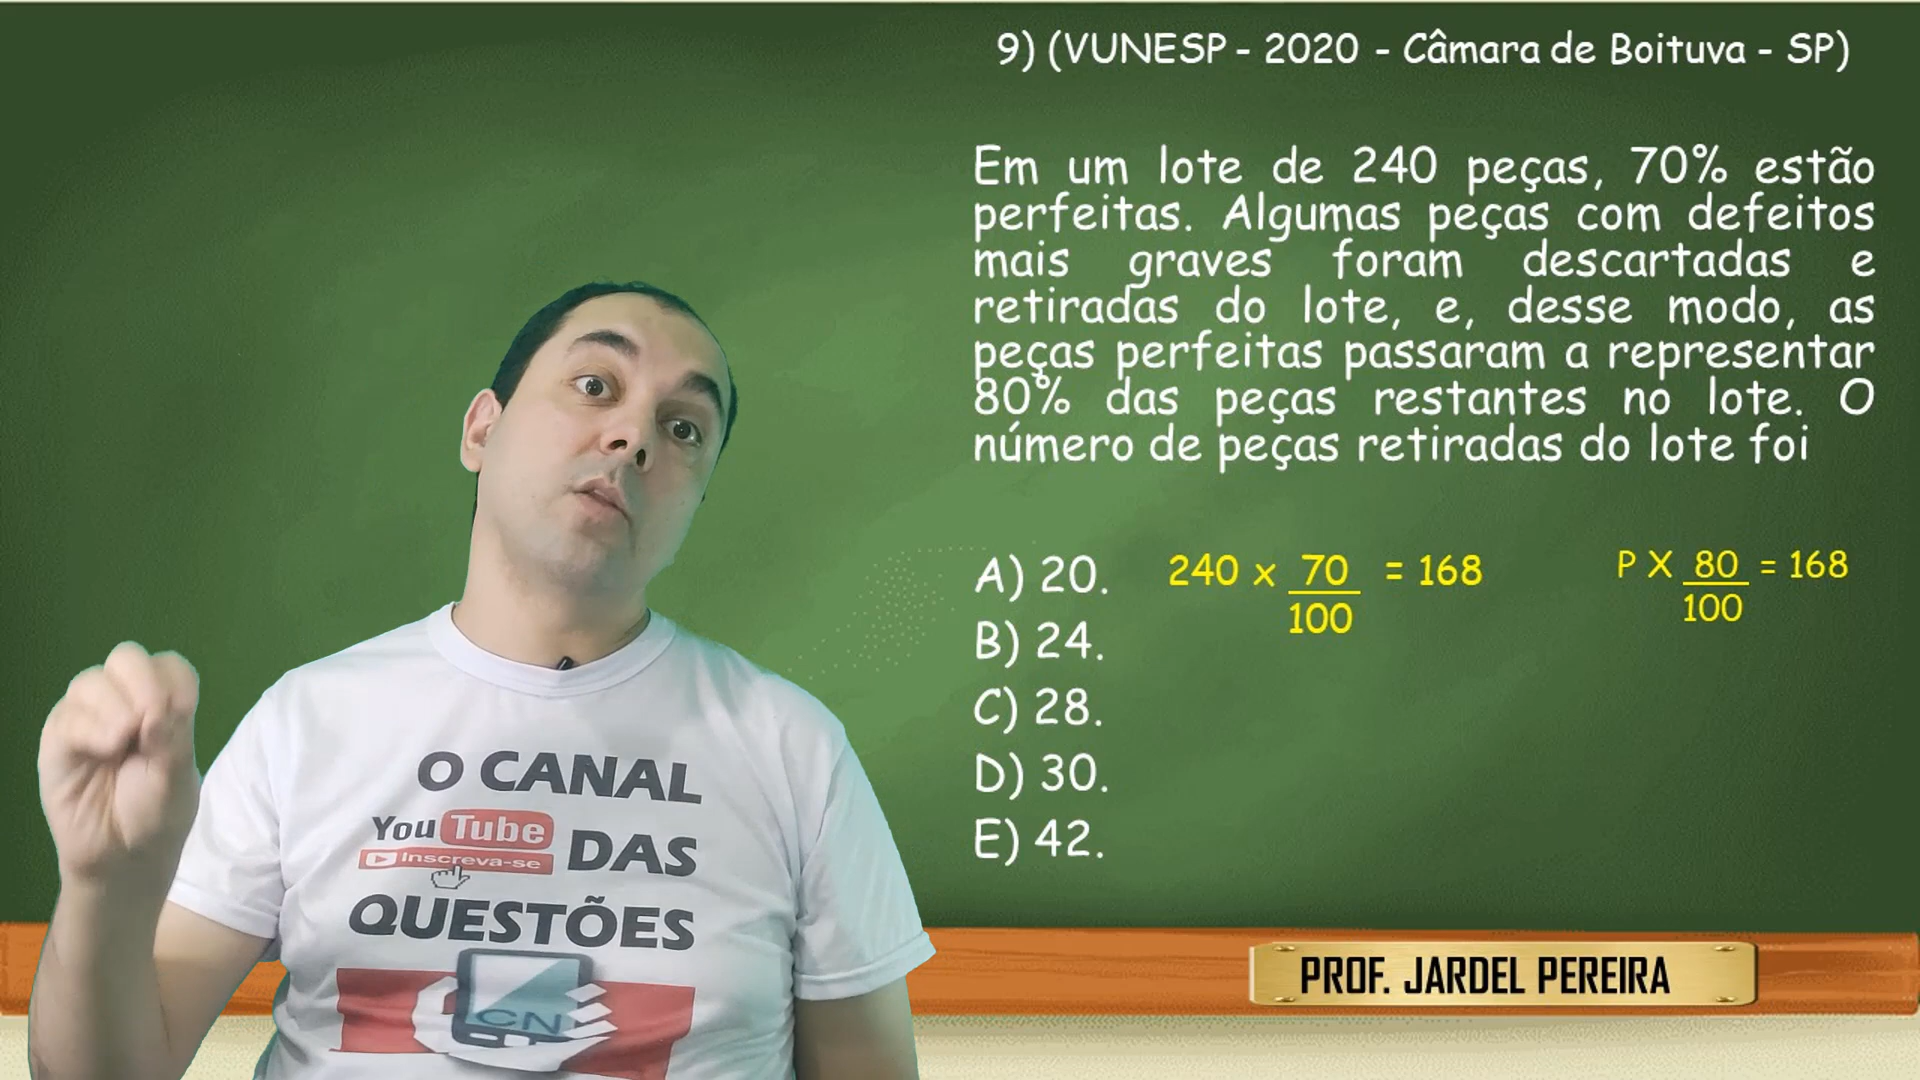 9) (VUNESP - 2020 - Câmara de Boituva - SP)
Em um lote de 240 peças, 70% estão
perfeitas. Algumas peças com defeitos
mais graves foram descartadas e
retiradas do lote, e, desse modo, as
peças perfeitas passaram a representar
80% das peças restantes no lote. O
número de peças retiradas do lote foi
A) 20.
B) 24.
C) 28.
D) 30.
E) 42.
240 x 70 = 168
100
P X 80 = 168
100
O CANAL
YouTube
Inscreva-se
DAS
QUESTÕES
CN
PROF. JARDEL PEREIRA